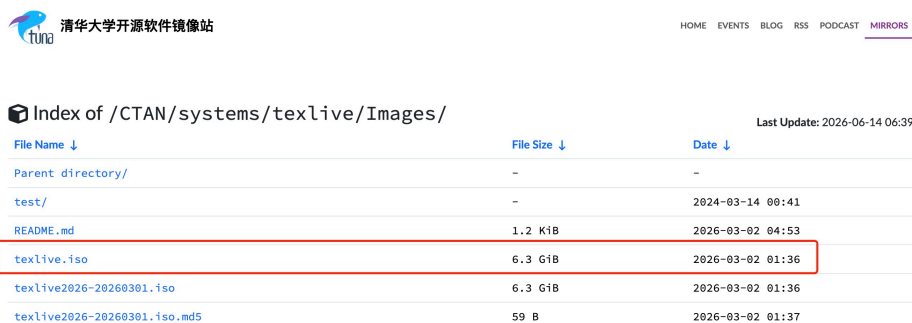 tuna 清华大学开源软件镜像站 HOME EVENTS BLOG RSS PODCAST MIRRORS
Index of /CTAN/systems/texlive/Images/
Last Update: 2026-06-14 06:39
File Name ↓ File Size ↓ Date ↓
Parent directory/ - -
test/ - 2024-03-14 00:41
README.md 1.2 KiB 2026-03-02 04:53
texlive.iso 6.3 GiB 2026-03-02 01:36
texlive2026-20260301.iso 6.3 GiB 2026-03-02 01:36
texlive2026-20260301.iso.md5 59 B 2026-03-02 01:37